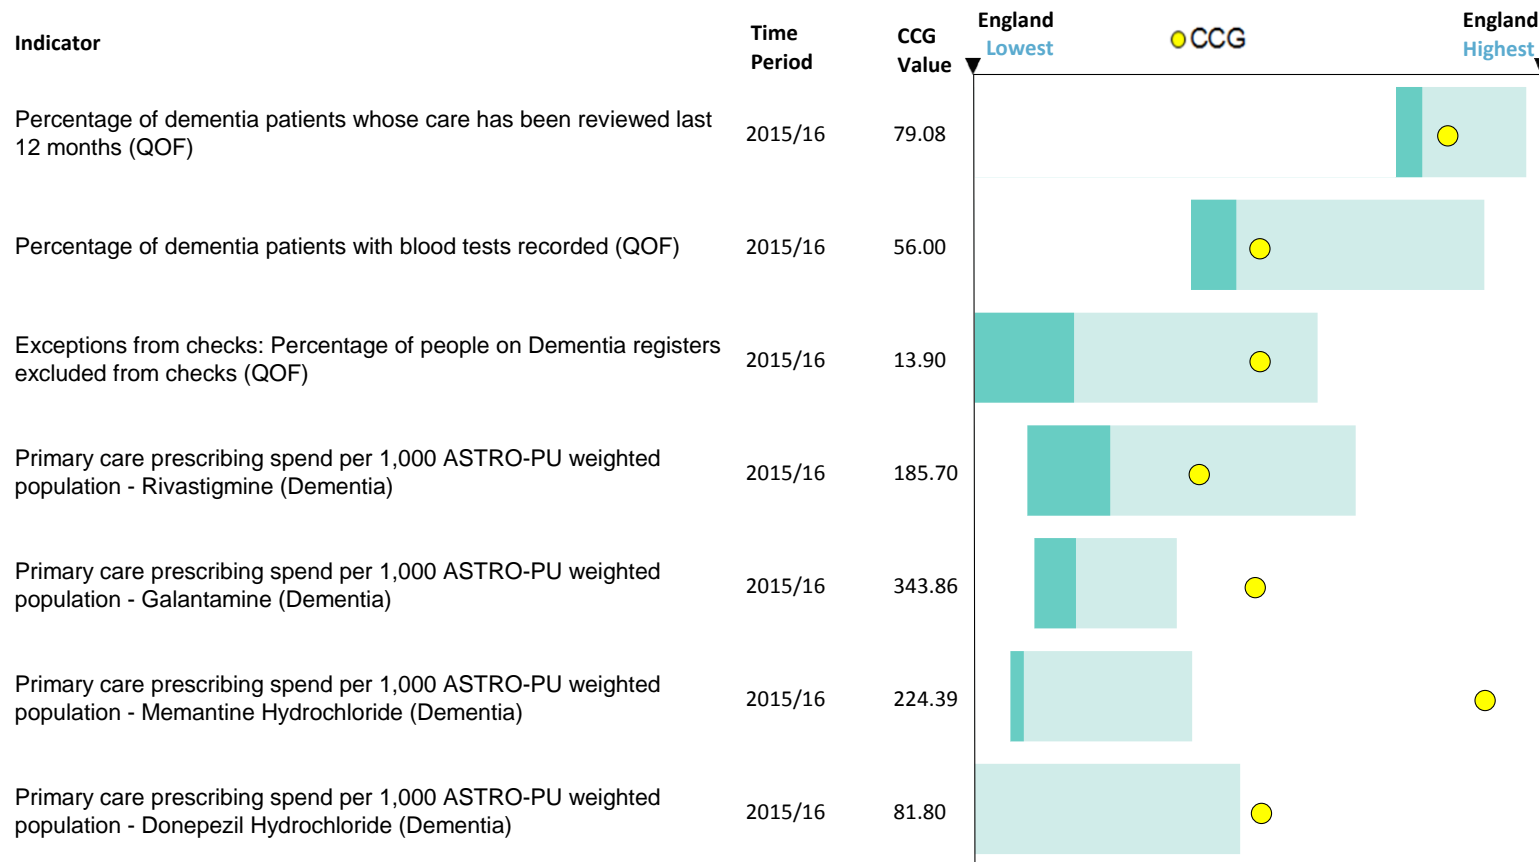 Indicator
Time
Period
CCG
Value
England
Lowest
CCG
England
Highest
Percentage of dementia patients whose care has been reviewed last
12 months (QOF)
2015/16
79.08
Percentage of dementia patients with blood tests recorded (QOF)
2015/16
56.00
Exceptions from checks: Percentage of people on Dementia registers
excluded from checks (QOF)
2015/16
13.90
Primary care prescribing spend per 1,000 ASTRO-PU weighted
population - Rivastigmine (Dementia)
2015/16
185.70
Primary care prescribing spend per 1,000 ASTRO-PU weighted
population - Galantamine (Dementia)
2015/16
343.86
Primary care prescribing spend per 1,000 ASTRO-PU weighted
population - Memantine Hydrochloride (Dementia)
2015/16
224.39
Primary care prescribing spend per 1,000 ASTRO-PU weighted
population - Donepezil Hydrochloride (Dementia)
2015/16
81.80